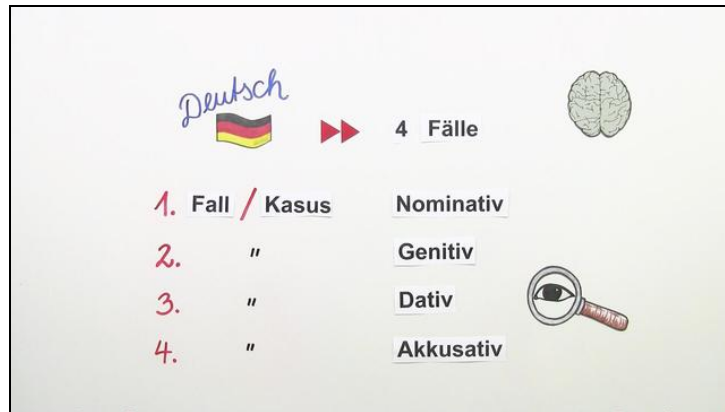 Deutsch
4 Fälle
1. Fall / Kasus Nominativ
2. " Genitiv
3. " Dativ
4. " Akkusativ